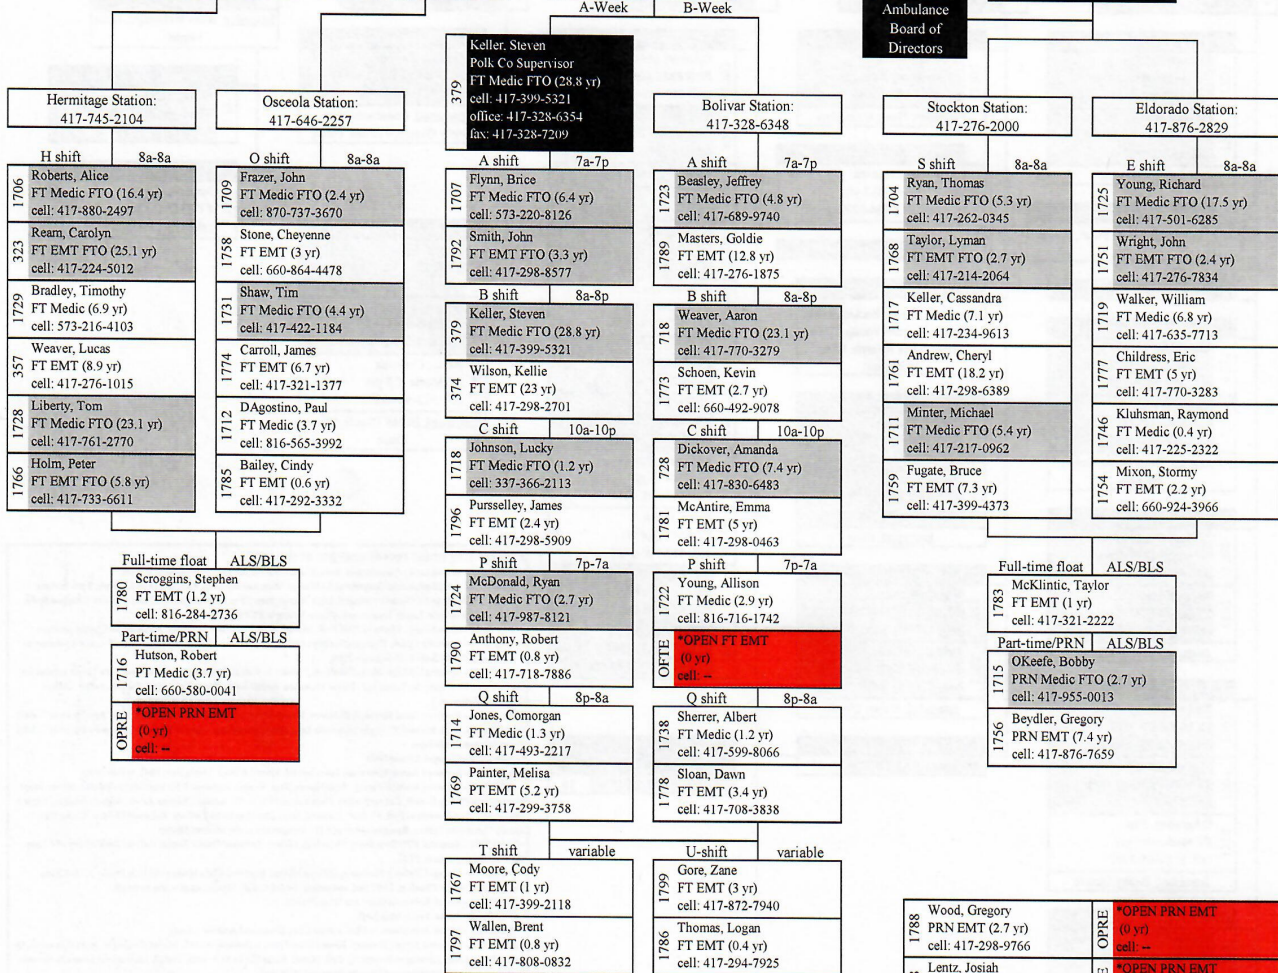 A-Week B-Week
Ambulance
Board of
Directors
379
Keller, Steven
Polk Co Supervisor
FT Medic FTO (28.8 yr)
cell: 417-399-5321
office: 417-328-6354
fax: 417-328-7209
Hermitage Station:
417-745-2104
Osceola Station:
417-646-2257
Bolivar Station:
417-328-6348
Stockton Station:
417-276-2000
Eldorado Station:
417-876-2829
H shift 8a-8a
1706
Roberts, Alice
FT Medic FTO (16.4 yr)
cell: 417-880-2497
323
Ream, Carolyn
FT EMT FTO (25.1 yr)
cell: 417-224-5012
1729
Bradley, Timothy
FT Medic (6.9 yr)
cell: 573-216-4103
357
Weaver, Lucas
FT EMT (8.9 yr)
cell: 417-276-1015
1728
Liberty, Tom
FT Medic FTO (23.1 yr)
cell: 417-761-2770
1766
Holm, Peter
FT EMT FTO (5.8 yr)
cell: 417-733-6611
O shift 8a-8a
1709
Frazer, John
FT Medic FTO (2.4 yr)
cell: 870-737-3670
1758
Stone, Cheyenne
FT EMT (3 yr)
cell: 660-864-4478
1731
Shaw, Tim
FT Medic FTO (4.4 yr)
cell: 417-422-1184
1774
Carroll, James
FT EMT (6.7 yr)
cell: 417-321-1377
1712
DAgostino, Paul
FT Medic (3.7 yr)
cell: 816-565-3992
1785
Bailey, Cindy
FT EMT (0.6 yr)
cell: 417-292-3332
Full-time float ALS/BLS
1780
Scroggins, Stephen
FT EMT (1.2 yr)
cell: 816-284-2736
Part-time/PRN ALS/BLS
1716
Hutson, Robert
PT Medic (3.7 yr)
cell: 660-580-0041
OPRE
*OPEN PRN EMT
(0 yr)
cell: --
A shift 7a-7p
1707
Flynn, Brice
FT Medic FTO (6.4 yr)
cell: 573-220-8126
1792
Smith, John
FT EMT FTO (3.3 yr)
cell: 417-298-8577
B shift 8a-8p
379
Keller, Steven
FT Medic FTO (28.8 yr)
cell: 417-399-5321
374
Wilson, Kellie
FT EMT (23 yr)
cell: 417-298-2701
C shift 10a-10p
1718
Johnson, Lucky
FT Medic FTO (1.2 yr)
cell: 337-366-2113
1796
Pursselley, James
FT EMT (2.4 yr)
cell: 417-298-5909
P shift 7p-7a
1724
McDonald, Ryan
FT Medic FTO (2.7 yr)
cell: 417-987-8121
1790
Anthony, Robert
FT EMT (0.8 yr)
cell: 417-718-7886
Q shift 8p-8a
1714
Jones, Comorgan
FT Medic (1.3 yr)
cell: 417-493-2217
1769
Painter, Melisa
FT EMT (5.2 yr)
cell: 417-299-3758
T shift variable
1767
Moore, Cody
FT EMT (1 yr)
cell: 417-399-2118
1797
Wallen, Brent
FT EMT (0.8 yr)
cell: 417-808-0832
A shift 7a-7p
1723
Beasley, Jeffrey
FT Medic FTO (4.8 yr)
cell: 417-689-9740
1789
Masters, Goldie
FT EMT (12.8 yr)
cell: 417-276-1875
B shift 8a-8p
718
Weaver, Aaron
FT Medic FTO (23.1 yr)
cell: 417-770-3279
1773
Schoen, Kevin
FT EMT (2.7 yr)
cell: 660-492-9078
C shift 10a-10p
728
Dickover, Amanda
FT Medic FTO (7.4 yr)
cell: 417-830-6483
1781
McAntire, Emma
FT EMT (5 yr)
cell: 417-298-0463
P shift 7p-7a
1722
Young, Allison
FT Medic (2.9 yr)
cell: 816-716-1742
OFTE
*OPEN FT EMT
(0 yr)
cell: --
Q shift 8p-8a
1738
Sherrer, Albert
FT Medic (1.2 yr)
cell: 417-599-8066
1778
Sloan, Dawn
FT EMT (3.4 yr)
cell: 417-708-3838
U-shift variable
1799
Gore, Zane
FT EMT (3 yr)
cell: 417-872-7940
1786
Thomas, Logan
FT EMT (0.4 yr)
cell: 417-294-7925
S shift 8a-8a
1704
Ryan, Thomas
FT Medic FTO (5.3 yr)
cell: 417-262-0345
1768
Taylor, Lyman
FT EMT FTO (2.7 yr)
cell: 417-214-2064
1717
Keller, Cassandra
FT Medic (7.1 yr)
cell: 417-234-9613
1761
Andrew, Cheryl
FT EMT (18.2 yr)
cell: 417-298-6389
1711
Minter, Michael
FT Medic FTO (5.4 yr)
cell: 417-217-0962
1759
Fugate, Bruce
FT EMT (7.3 yr)
cell: 417-399-4373
E shift 8a-8a
1725
Young, Richard
FT Medic FTO (17.5 yr)
cell: 417-501-6285
1751
Wright, John
FT EMT FTO (2.4 yr)
cell: 417-276-7834
1719
Walker, William
FT Medic (6.8 yr)
cell: 417-635-7713
1777
Childress, Eric
FT EMT (5 yr)
cell: 417-770-3283
1746
Kluhsman, Raymond
FT Medic (0.4 yr)
cell: 417-225-2322
1754
Mixon, Stormy
FT EMT (2.2 yr)
cell: 660-924-3966
Full-time float ALS/BLS
1783
McKlintic, Taylor
FT EMT (1 yr)
cell: 417-321-2222
Part-time/PRN ALS/BLS
1715
OKeefe, Bobby
PRN Medic FTO (2.7 yr)
cell: 417-955-0013
1756
Beydler, Gregory
PRN EMT (7.4 yr)
cell: 417-876-7659
1788
Wood, Gregory
PRN EMT (2.7 yr)
cell: 417-298-9766
Lentz, Josiah
OPRE
*OPEN PRN EMT
(0 yr)
cell: --
*OPEN PRN EMT